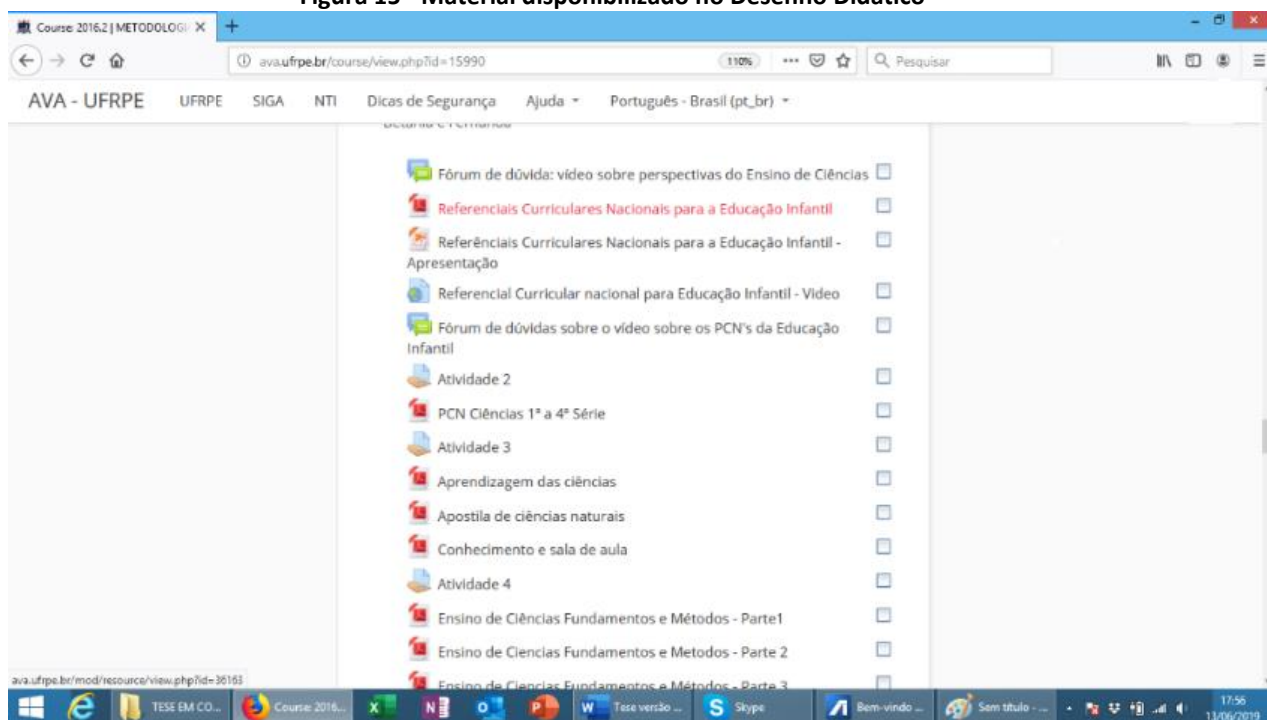 Figura 15 - Material disponibilizado no Desenho Didático
Course: 2016.2 | METODOLOGI
ava.ufrpe.br/course/view.php?id=15990
110%
Pesquisar
AVA - UFRPE UFRPE SIGA NTI Dicas de Segurança Ajuda Português - Brasil (pt_br)
Betania e Fernando
Fórum de dúvida: vídeo sobre perspectivas do Ensino de Ciências
Referenciais Curriculares Nacionais para a Educação Infantil
Referênciais Curriculares Nacionais para a Educação Infantil -
Apresentação
Referencial Curricular nacional para Educação Infantil - Video
Fórum de dúvidas sobre o vídeo sobre os PCN's da Educação
Infantil
Atividade 2
PCN Ciências 1ª a 4ª Série
Atividade 3
Aprendizagem das ciências
Apostila de ciências naturais
Conhecimento e sala de aula
Atividade 4
Ensino de Ciências Fundamentos e Métodos - Parte1
Ensino de Ciencias Fundamentos e Metodos - Parte 2
Ensino de Ciencias Fundamentos e Métodos - Parte 3
ava.ufrpe.br/mod/resource/view.php?id=36163
TESE EM CO... Course: 2016... Tese versão ... Skype Bem-vindo ... Sem título - ... 17:56
13/06/2019